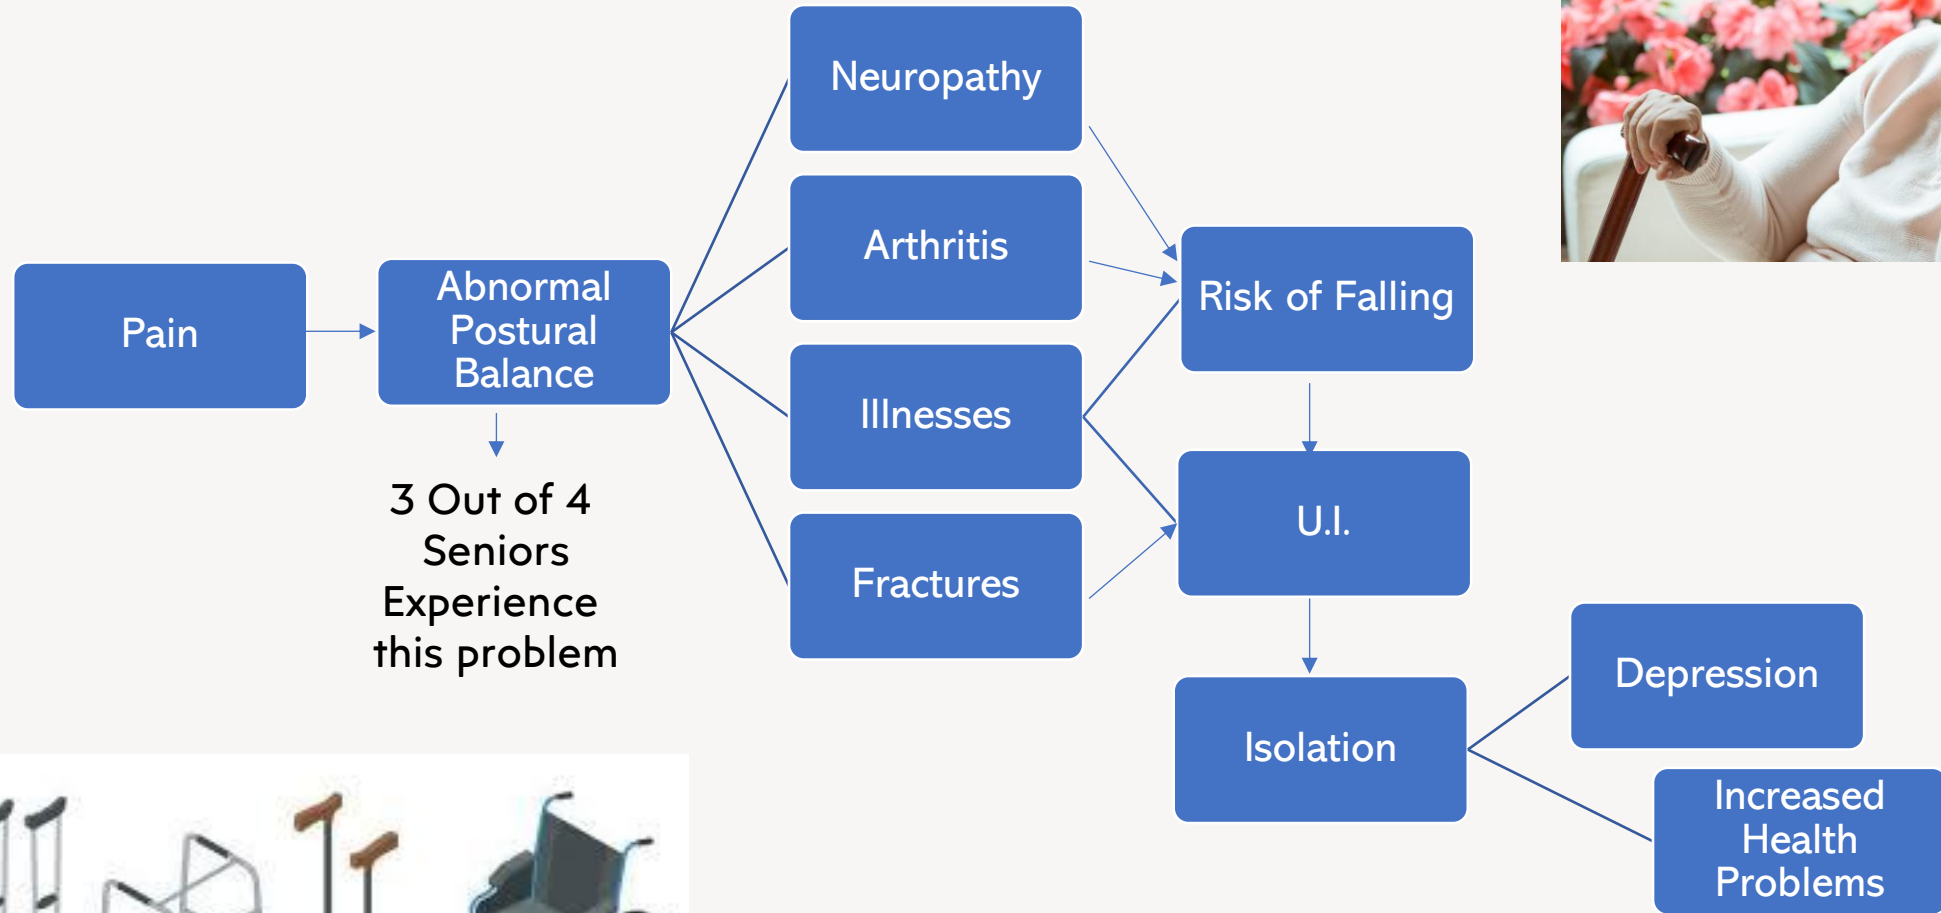 Pain
Abnormal
Postural
Balance
3 Out of 4
Seniors
Experience
this problem
Neuropathy
Arthritis
Illnesses
Fractures
Risk of Falling
U.I.
Isolation
Depression
Increased
Health
Problems